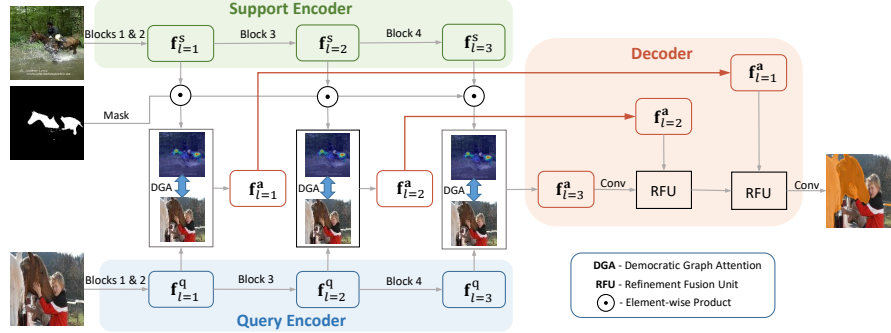 Support Encoder
Blocks 1 & 2
f^s_{l=1}
Block 3
f^s_{l=2}
Block 4
f^s_{l=3}
Decoder
f^a_{l=1}
Mask
f^a_{l=2}
DGA
f^a_{l=1}
DGA
f^a_{l=2}
DGA
f^a_{l=3}
Conv
RFU
RFU
Conv
Blocks 1 & 2
f^q_{l=1}
Block 3
f^q_{l=2}
Block 4
f^q_{l=3}
Query Encoder
DGA - Democratic Graph Attention
RFU - Refinement Fusion Unit
- Element-wise Product